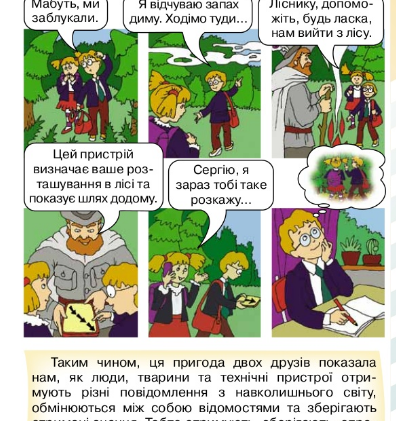 Мабуть, ми
заблукали.
Я відчуваю запах
диму. Ходімо туди...
Ліснику, допомо-
жіть, будь ласка,
нам вийти з лісу.
Цей пристрій
визначає ваше роз-
ташування в лісі та
показує шлях додому.
Сергію, я
зараз тобі таке
розкажу...
Таким чином, ця пригода двох друзів показала
нам, як люди, тварини та технічні пристрої отри-
мують різні повідомлення з навколишнього світу,
обмінюються між собою відомостями та зберігають